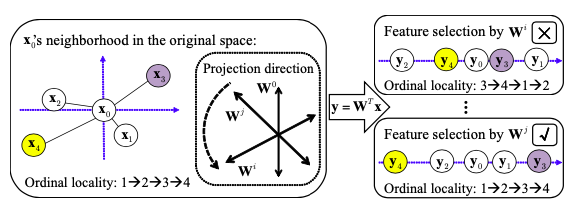 x₀'s neighborhood in the original space:
x₃
x₂
x₀
x₁
x₄
Ordinal locality: 1→2→3→4
Projection direction
W⁰
Wʲ
Wⁱ
y = Wᵀx
Feature selection by Wⁱ
y₂ y₄ y₀ y₃ y₁
Ordinal locality: 3→4→1→2
⋮
Feature selection by Wʲ ✓
y₄ y₂ y₀ y₁ y₃
Ordinal locality: 1→2→3→4